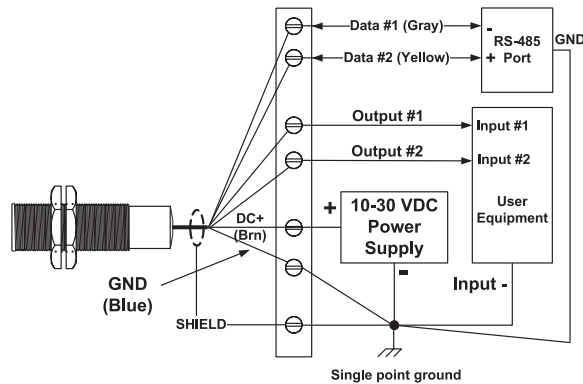 Data #1 (Gray)
-
RS-485
Port
GND
Data #2 (Yellow)
+
Output #1
Input #1
Output #2
Input #2
User
Equipment
DC+
(Brn)
+
10-30 VDC
Power
Supply
-
GND
(Blue)
Input -
SHIELD
Single point ground